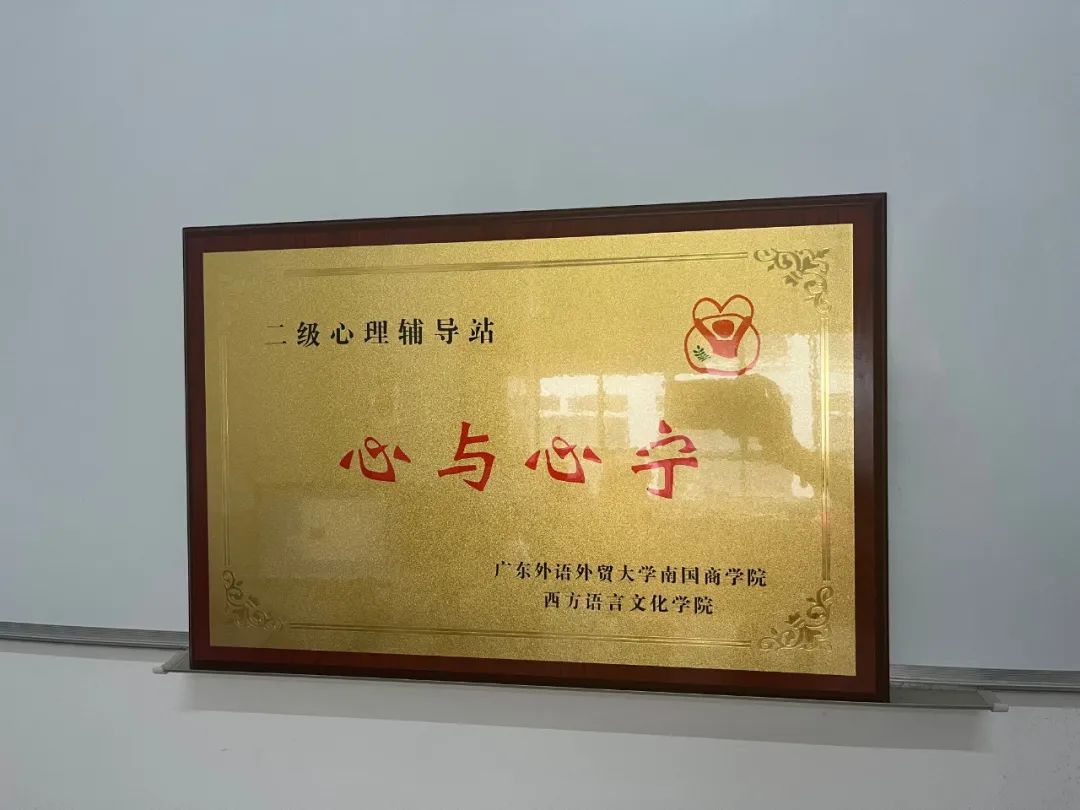 二级心理辅导站
心与心宁
广东外语外贸大学南国商学院
西方语言文化学院